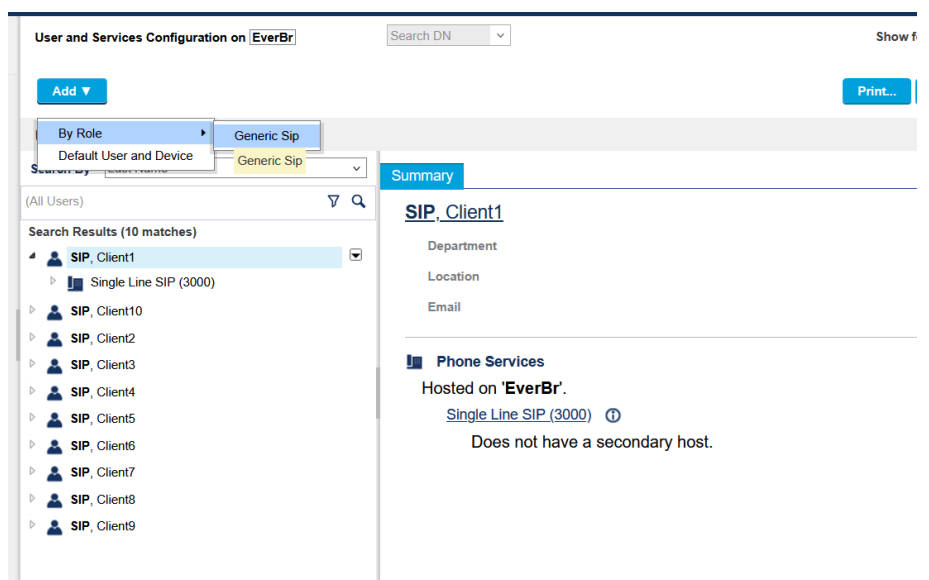 User and Services Configuration on EverBr
Search DN
Show f
Add ▼
Print...
By Role
Generic Sip
Default User and Device
Generic Sip
Search By Last Name
Summary
(All Users)
SIP, Client1
Search Results (10 matches)
Department
SIP, Client1
Location
Single Line SIP (3000)
Email
SIP, Client10
SIP, Client2
SIP, Client3
Phone Services
SIP, Client4
Hosted on 'EverBr'.
SIP, Client5
Single Line SIP (3000)
SIP, Client6
Does not have a secondary host.
SIP, Client7
SIP, Client8
SIP, Client9